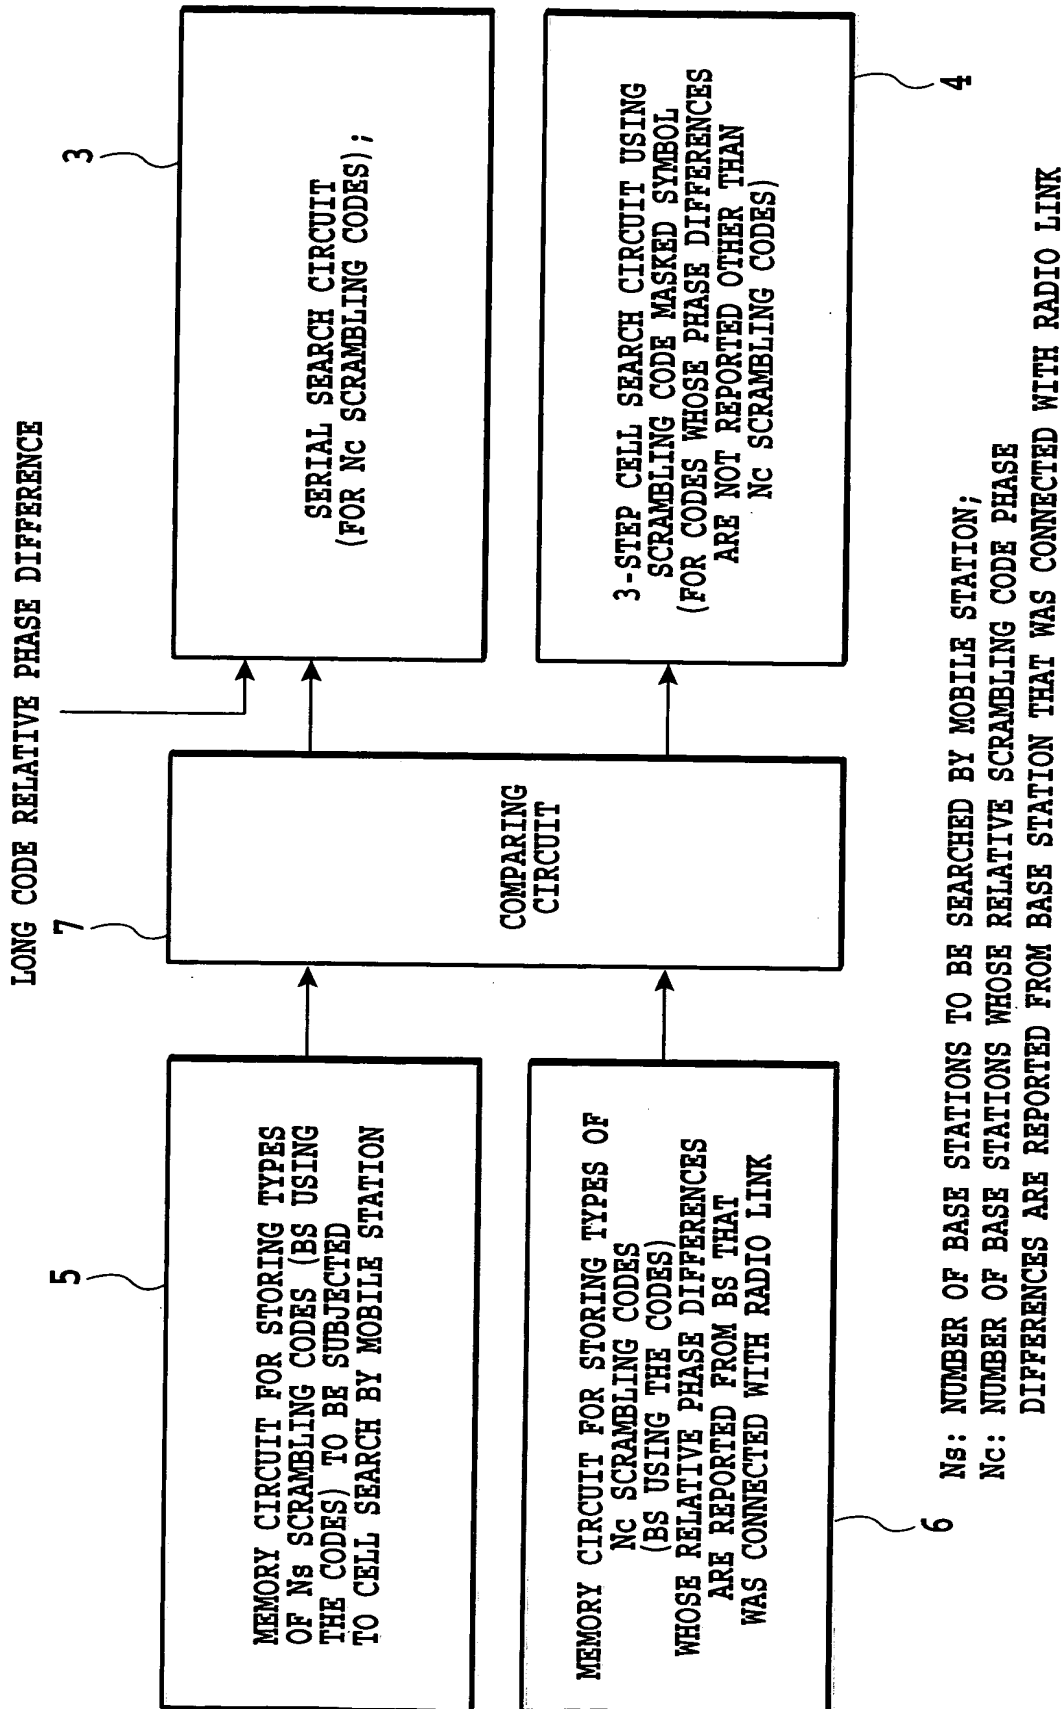 LONG CODE RELATIVE PHASE DIFFERENCE
5
MEMORY CIRCUIT FOR STORING TYPES
OF Ns SCRAMBLING CODES (BS USING
THE CODES) TO BE SUBJECTED
TO CELL SEARCH BY MOBILE STATION
7
COMPARING
CIRCUIT
3
SERIAL SEARCH CIRCUIT
(FOR Nc SCRAMBLING CODES);
MEMORY CIRCUIT FOR STORING TYPES OF
Nc SCRAMBLING CODES
(BS USING THE CODES)
WHOSE RELATIVE PHASE DIFFERENCES
ARE REPORTED FROM BS THAT
WAS CONNECTED WITH RADIO LINK
6
3-STEP CELL SEARCH CIRCUIT USING
SCRAMBLING CODE MASKED SYMBOL
(FOR CODES WHOSE PHASE DIFFERENCES
ARE NOT REPORTED OTHER THAN
Nc SCRAMBLING CODES)
4
Ns: NUMBER OF BASE STATIONS TO BE SEARCHED BY MOBILE STATION;
Nc: NUMBER OF BASE STATIONS WHOSE RELATIVE SCRAMBLING CODE PHASE
DIFFERENCES ARE REPORTED FROM BASE STATION THAT WAS CONNECTED WITH RADIO LINK